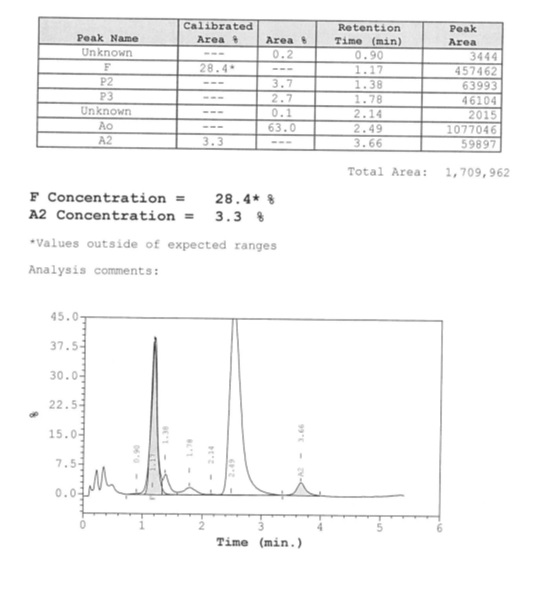 Peak Name Calibrated Area % Area % Retention Time (min) Peak Area
Unknown --- 0.2 0.90 3444
F 28.4* --- 1.17 457462
P2 --- 3.7 1.38 63993
P3 --- 2.7 1.78 46104
Unknown --- 0.1 2.14 2015
Ao --- 63.0 2.49 1077046
A2 3.3 --- 3.66 59897
Total Area: 1,709,962
F Concentration = 28.4* %
A2 Concentration = 3.3 %
*Values outside of expected ranges
Analysis comments:
45.0
37.5
30.0
22.5
15.0
7.5
0.0
%
0.90
F 1.17
1.38
1.78
2.14
2.49
A2 3.66
0 1 2 3 4 5 6
Time (min.)